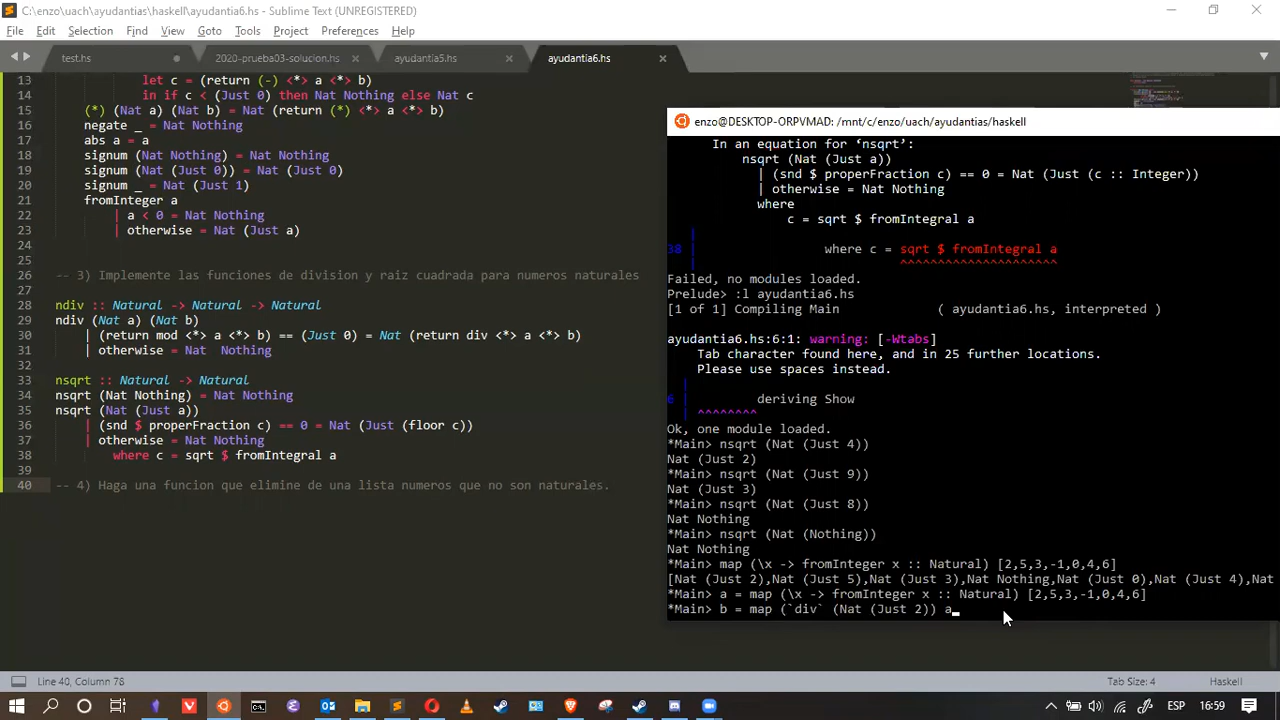 C:\enzo\uach\ayudantias\haskell\ayudantia6.hs - Sublime Text (UNREGISTERED)
File Edit Selection Find View Goto Tools Project Preferences Help
test.hs 2020-prueba03-solucion.hs ayudantia5.hs ayudantia6.hs
13 let c = (return (-) <*> a <*> b)
14 in if c < (Just 0) then Nat Nothing else Nat c
15 (*) (Nat a) (Nat b) = Nat (return (*) <*> a <*> b)
16 negate _ = Nat Nothing
17 abs a = a
18 signum (Nat Nothing) = Nat Nothing
19 signum (Nat (Just 0)) = Nat (Just 0)
20 signum _ = Nat (Just 1)
21 fromInteger a
22 | a < 0 = Nat Nothing
23 | otherwise = Nat (Just a)
24
25
26 -- 3) Implemente las funciones de division y raiz cuadrada para numeros naturales
27
28 ndiv :: Natural -> Natural -> Natural
29 ndiv (Nat a) (Nat b)
30 | (return mod <*> a <*> b) == (Just 0) = Nat (return div <*> a <*> b)
31 | otherwise = Nat  Nothing
32
33 nsqrt :: Natural -> Natural
34 nsqrt (Nat Nothing) = Nat Nothing
35 nsqrt (Nat (Just a))
36 | (snd $ properFraction c) == 0 = Nat (Just (floor c))
37 | otherwise = Nat Nothing
38 where c = sqrt $ fromIntegral a
39
40 -- 4) Haga una funcion que elimine de una lista numeros que no son naturales.
enzo@DESKTOP-ORPVMAD: /mnt/c/enzo/uach/ayudantias/haskell
In an equation for ‘nsqrt’:
nsqrt (Nat (Just a))
| (snd $ properFraction c) == 0 = Nat (Just (c :: Integer))
| otherwise = Nat Nothing
where
c = sqrt $ fromIntegral a
|
38 | where c = sqrt $ fromIntegral a
| ^^^^^^^^^^^^^^^^^^^^^
Failed, no modules loaded.
Prelude> :l ayudantia6.hs
[1 of 1] Compiling Main ( ayudantia6.hs, interpreted )
ayudantia6.hs:6:1: warning: [-Wtabs]
Tab character found here, and in 25 further locations.
Please use spaces instead.
|
6 | deriving Show
| ^^^^^^^^
Ok, one module loaded.
*Main> nsqrt (Nat (Just 4))
Nat (Just 2)
*Main> nsqrt (Nat (Just 9))
Nat (Just 3)
*Main> nsqrt (Nat (Just 8))
Nat Nothing
*Main> nsqrt (Nat (Nothing))
Nat Nothing
*Main> map (\x -> fromInteger x :: Natural) [2,5,3,-1,0,4,6]
[Nat (Just 2),Nat (Just 5),Nat (Just 3),Nat Nothing,Nat (Just 0),Nat (Just 4),Nat
*Main> a = map (\x -> fromInteger x :: Natural) [2,5,3,-1,0,4,6]
*Main> b = map (`div` (Nat (Just 2)) a
Line 40, Column 78 Tab Size: 4 Haskell
ESP 16:59